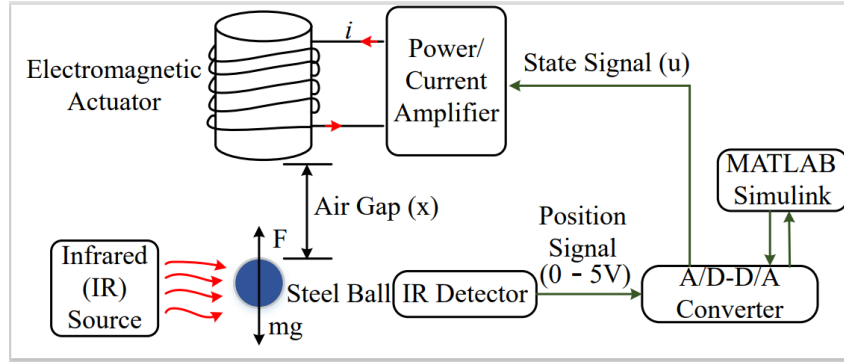 Electromagnetic
Actuator
i
Power/
Current
Amplifier
State Signal (u)
MATLAB
Simulink
Air Gap (x)
Position
Signal
(0 - 5V)
Infrared
(IR)
Source
F
Steel Ball
mg
IR Detector
A/D-D/A
Converter